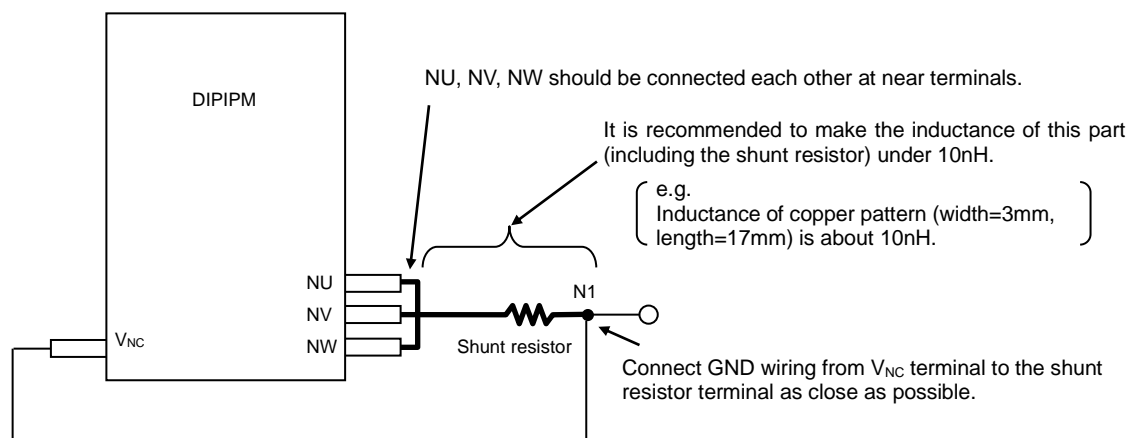 NU, NV, NW should be connected each other at near terminals.
DIPIPM
It is recommended to make the inductance of this part
(including the shunt resistor) under 10nH.
e.g.
Inductance of copper pattern (width=3mm,
length=17mm) is about 10nH.
NU
N1
NV
VNC
NW
Shunt resistor
Connect GND wiring from VNC terminal to the shunt
resistor terminal as close as possible.